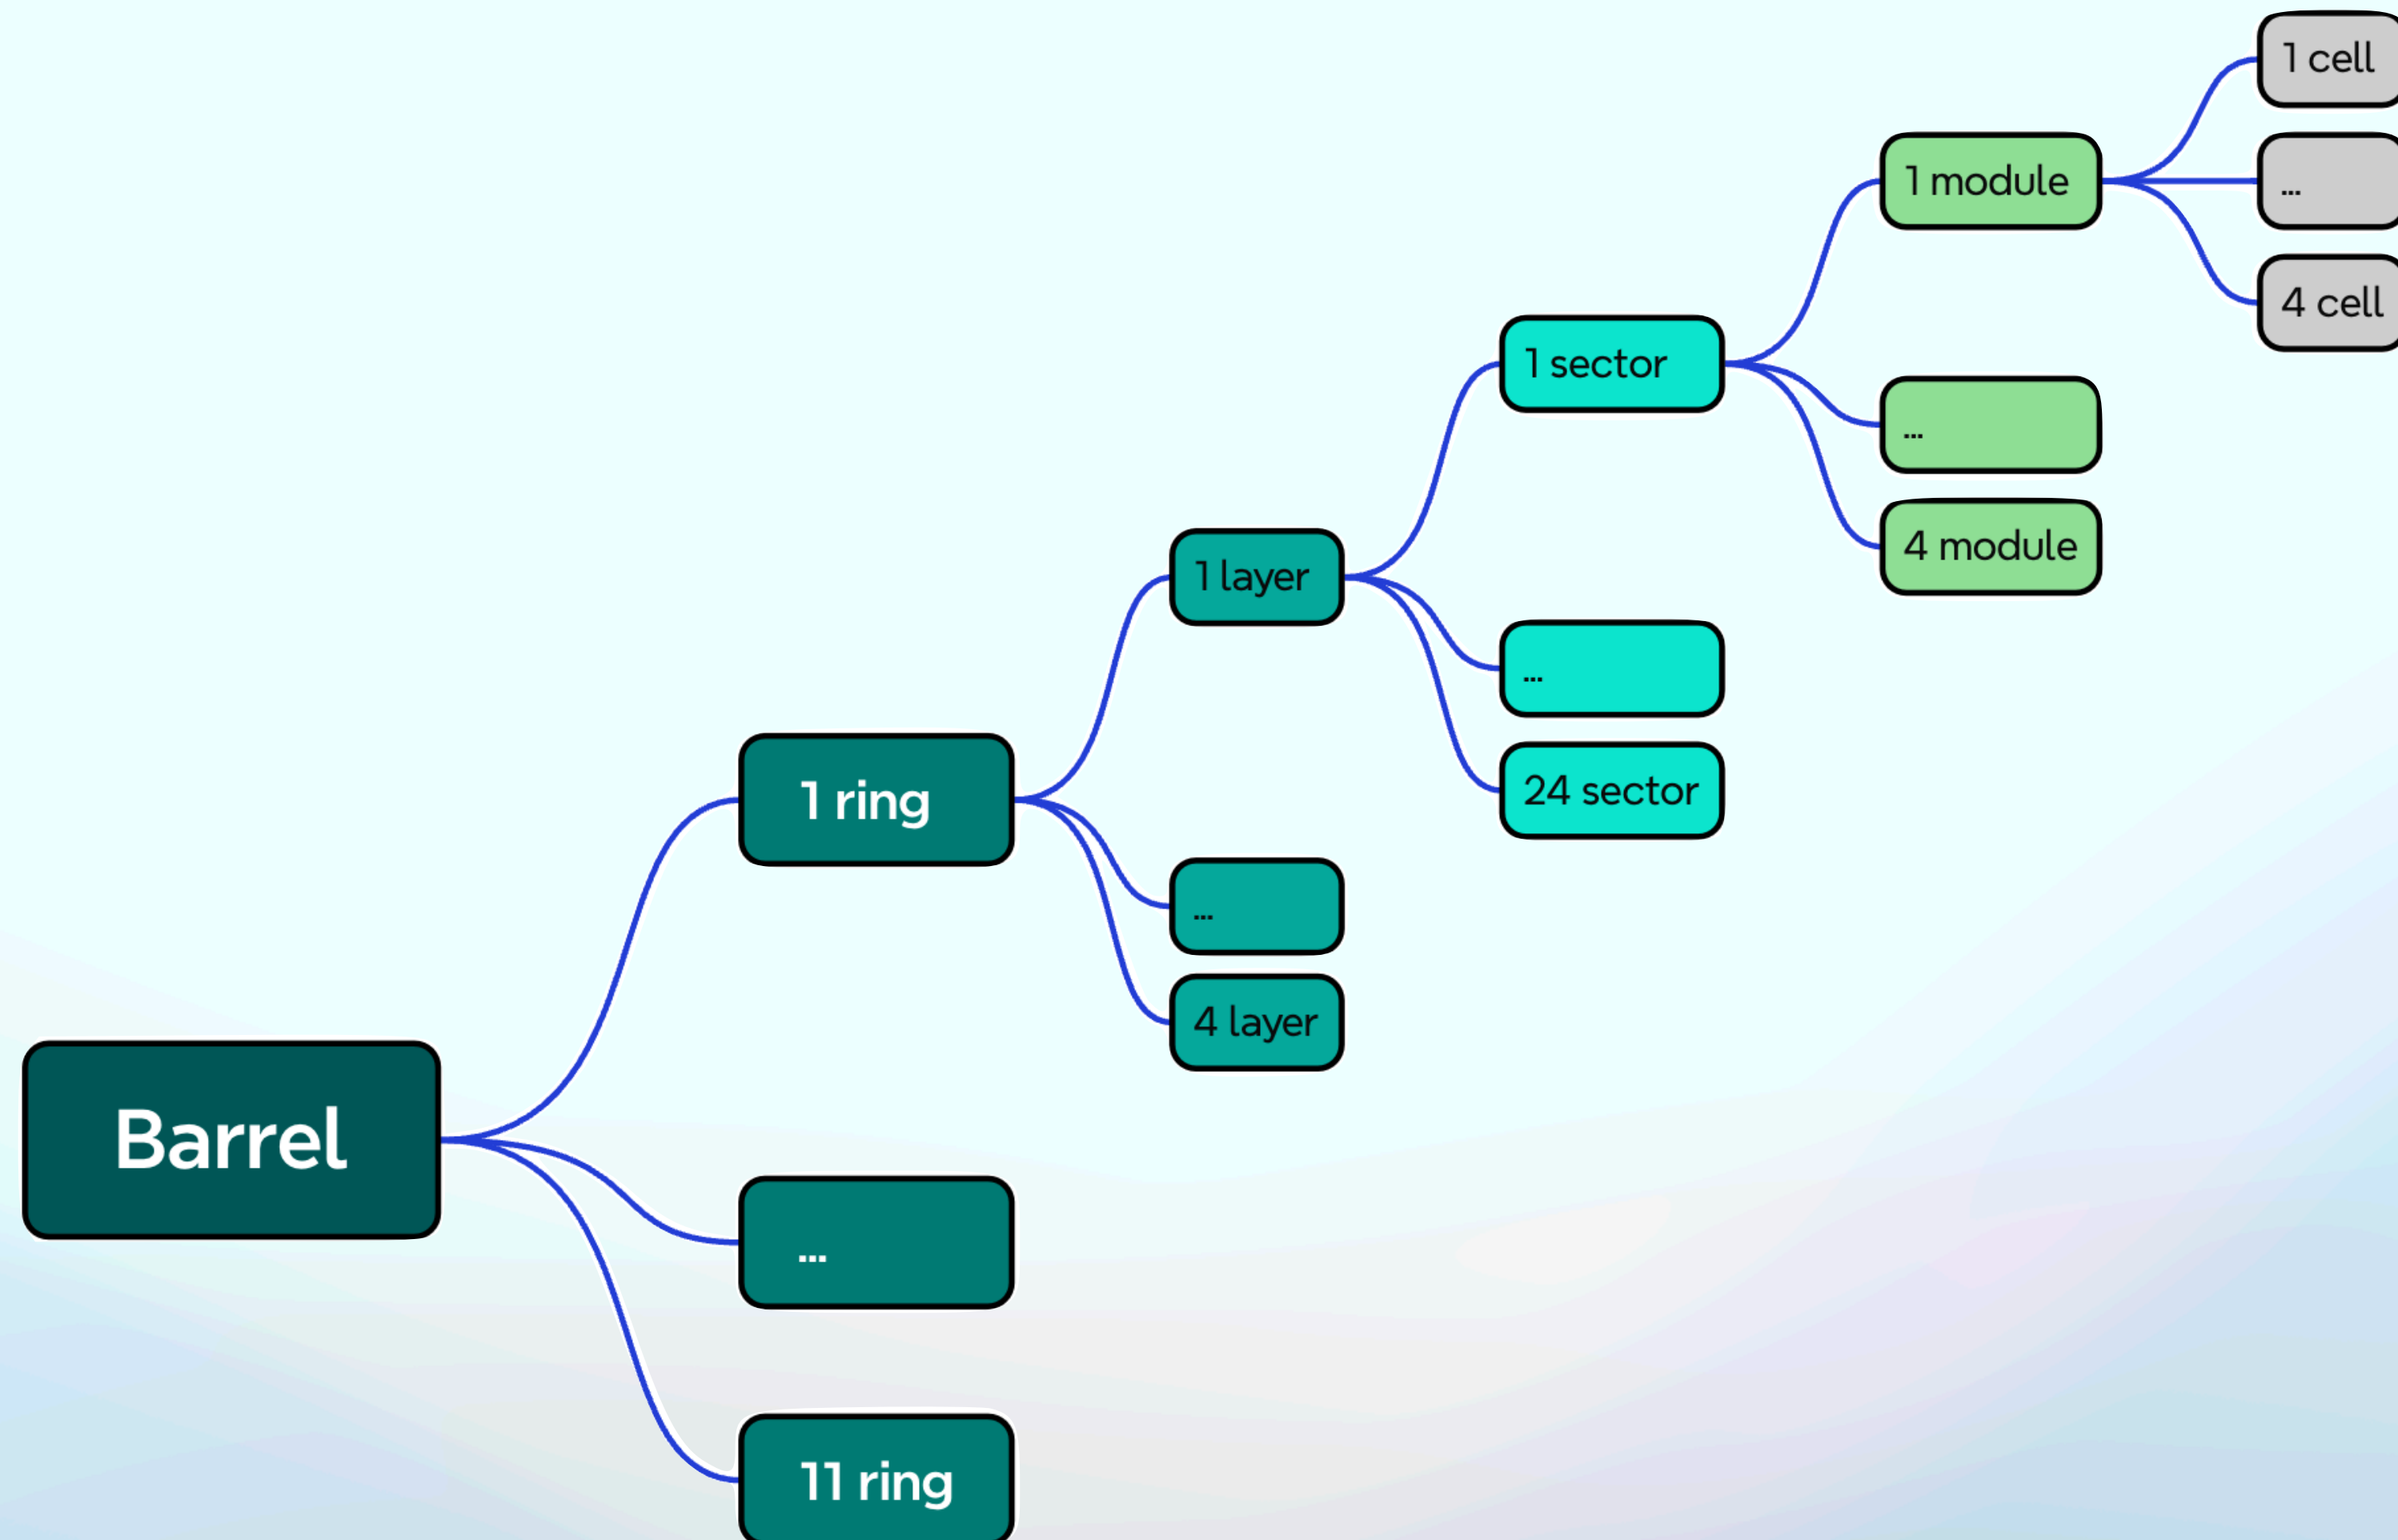 1 cell
1 module
...
4 cell
1 sector
...
4 module
1 layer
...
24 sector
1 ring
...
4 layer
Barrel
...
11 ring